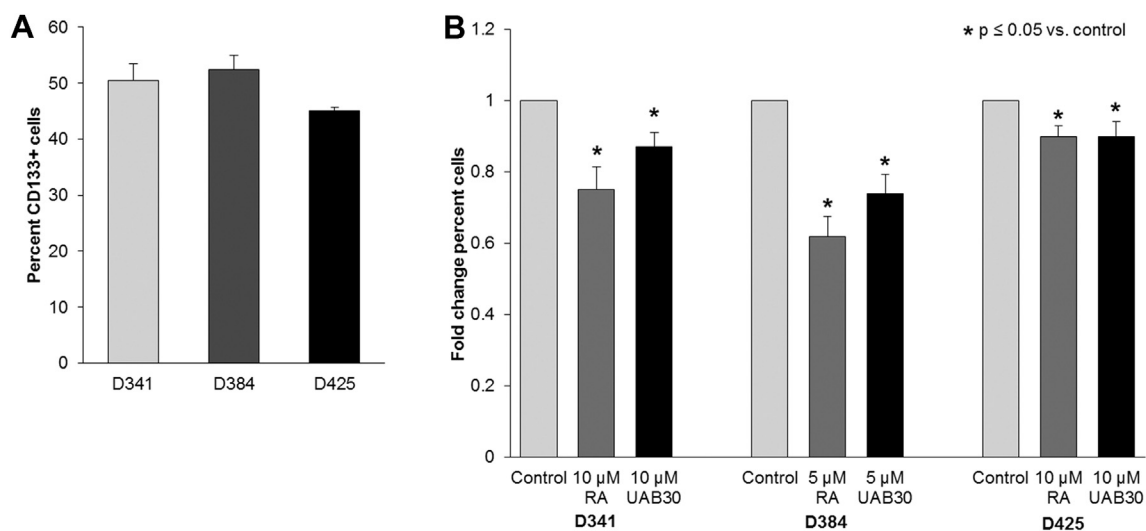 A
Percent CD133+ cells
60
50
40
30
20
10
0
D341 D384 D425
B
* p ≤ 0.05 vs. control
Fold change percent cells
1.2
1
0.8
0.6
0.4
0.2
0
* * * * * *
Control 10 µM 10 µM Control 5 µM 5 µM Control 10 µM 10 µM
RA UAB30 RA UAB30 RA UAB30
D341 D384 D425